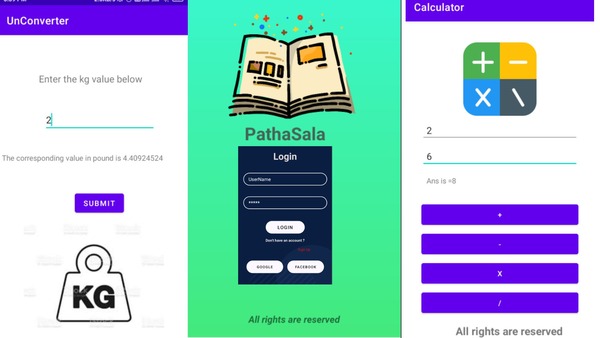 UnConverter
Enter the kg value below
2
The corresponding value in pound is 4.40924524
SUBMIT
KG
PathaSala
Login
UserName
*****
LOGIN
Don't have an account ?
GOOGLE
FACEBOOK
All rights are reserved
Calculator
+ −
X \
2
6
Ans is =8
+
-
X
/
All rights are reserved